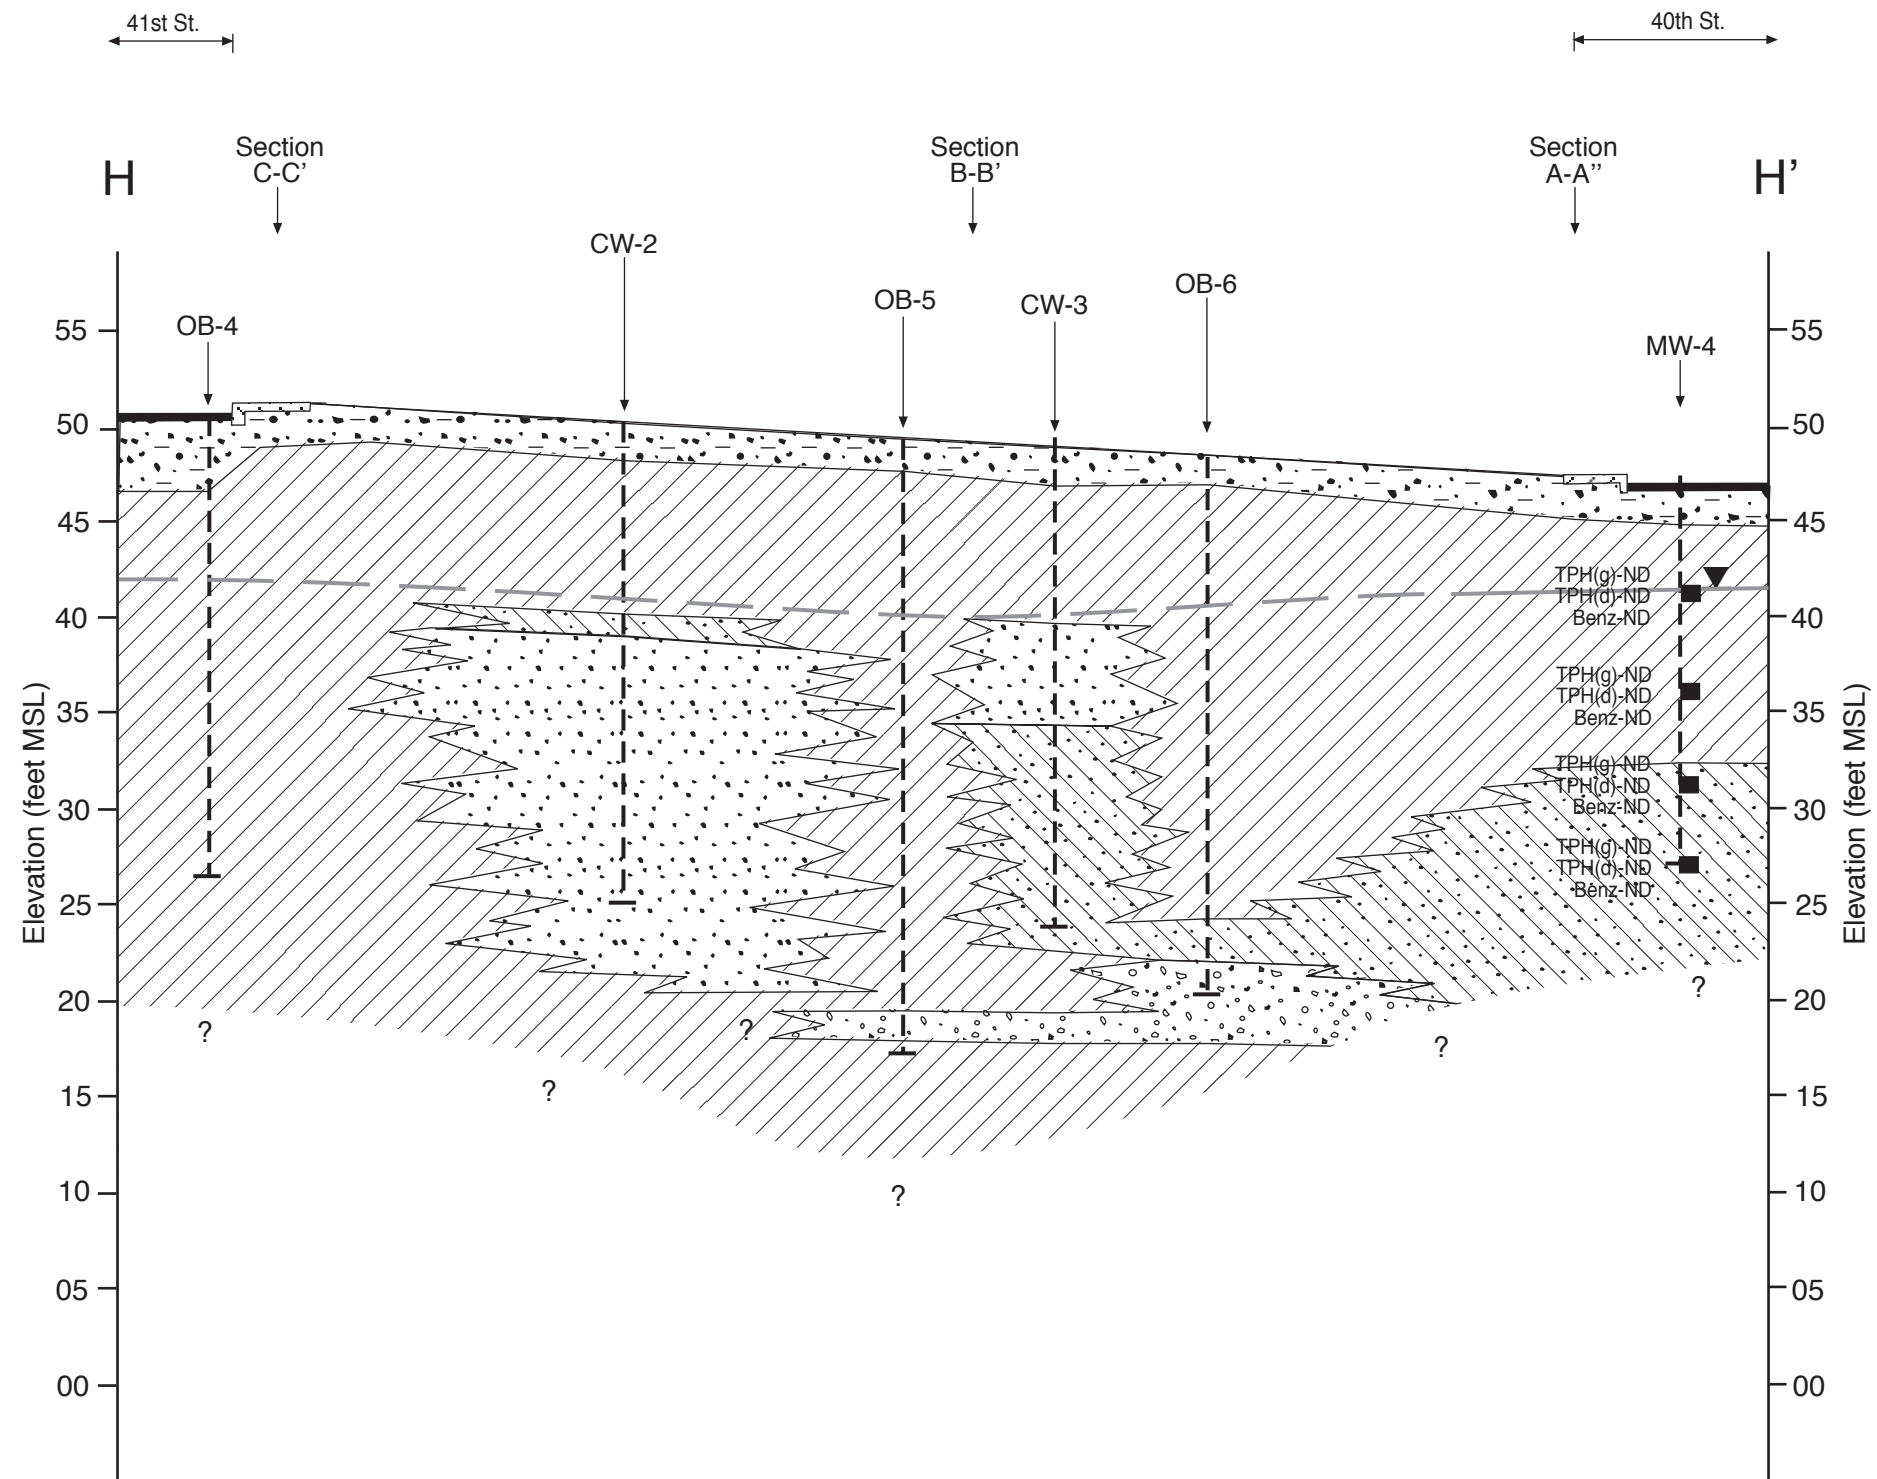 41st St.
40th St.
Section
C-C’
Section
B-B’
Section
A-A’’
H
H’
CW-2
OB-5
CW-3
OB-6
OB-4
MW-4
55
50
45
40
35
30
25
20
15
10
05
00
Elevation (feet MSL)
TPH(g)-ND
TPH(d)-ND
Benz-ND
TPH(g)-ND
TPH(d)-ND
Benz-ND
TPH(g)-ND
TPH(d)-ND
Benz-ND
TPH(g)-ND
TPH(d)-ND
Benz-ND
?
?
?
?
?
?
55
50
45
40
35
30
25
20
15
10
05
00
Elevation (feet MSL)